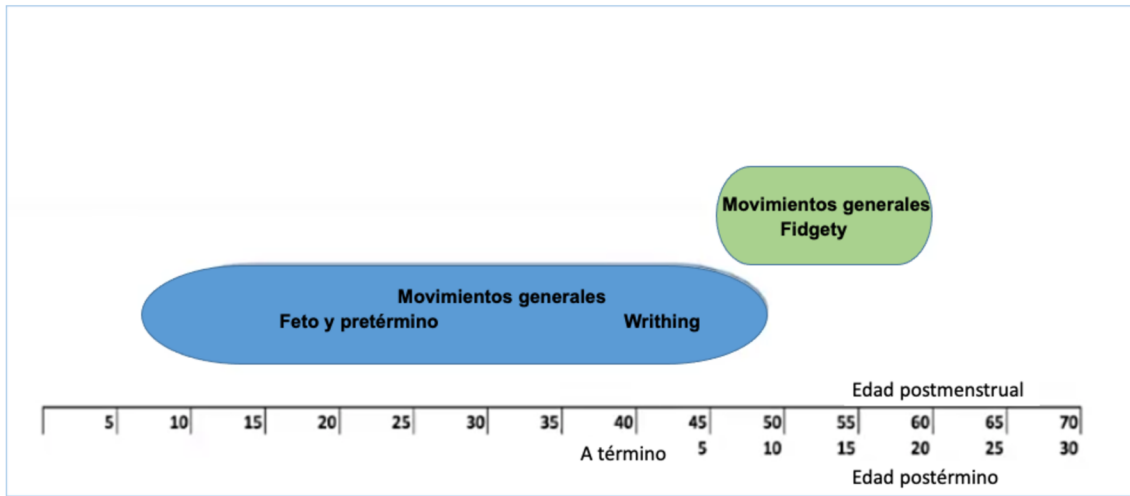 Movimientos generales
Fidgety
Movimientos generales
Feto y pretérmino Writhing
Edad postmenstrual
5 10 15 20 25 30 35 40 45 50 55 60 65 70
A término 5 10 15 20 25 30
Edad postérmino